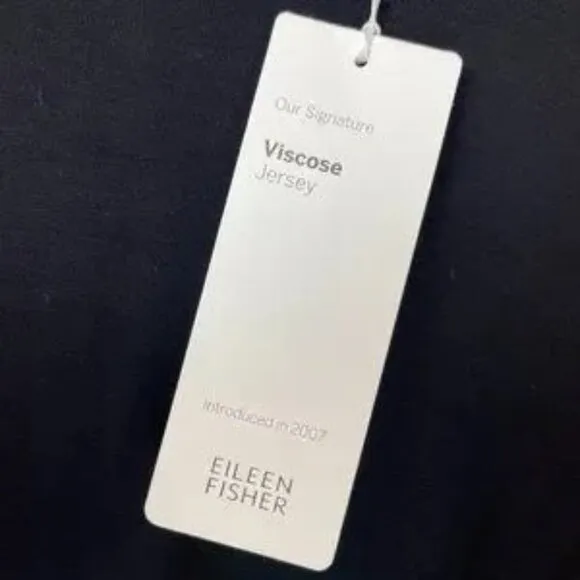 Our Signature
Viscose
Jersey
Introduced in 2007
EILEEN
FISHER